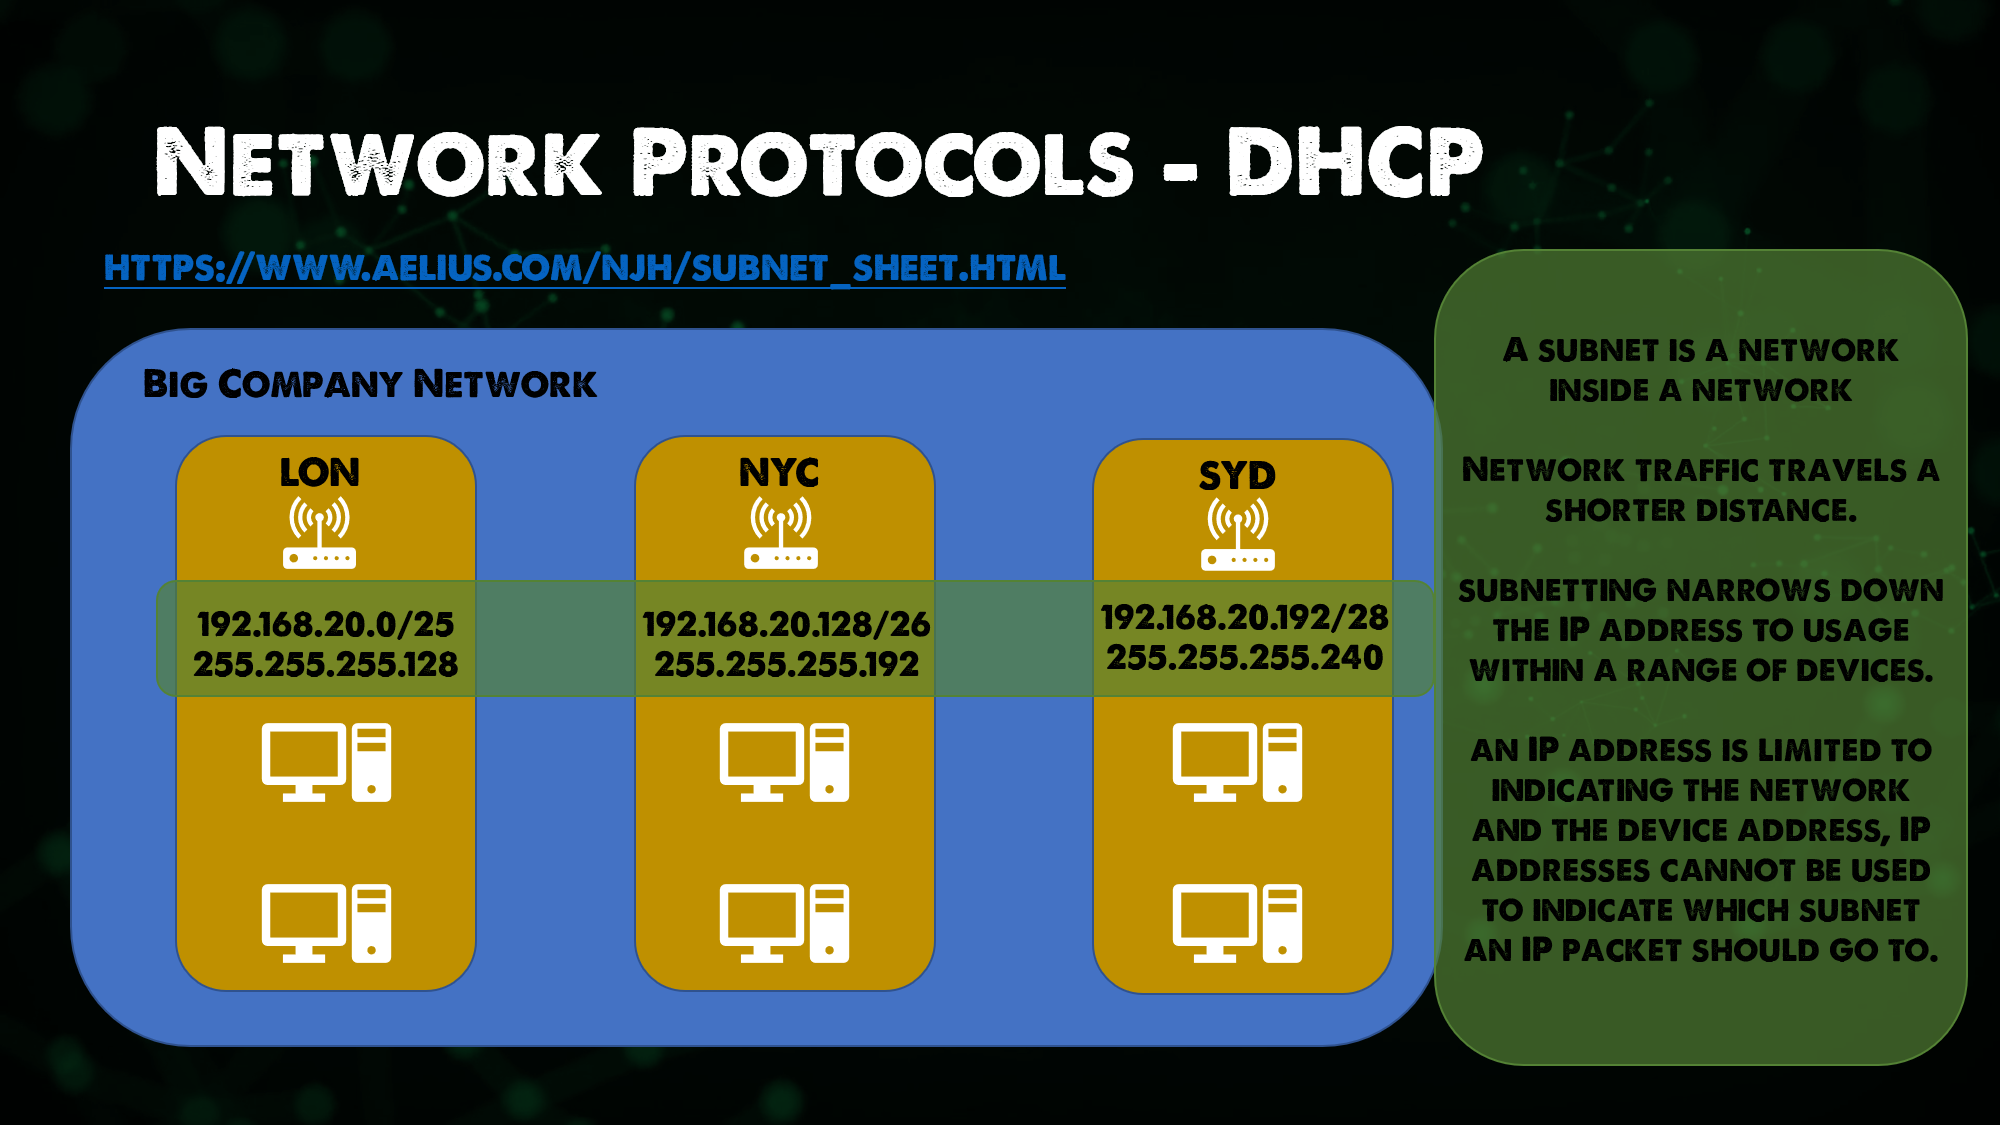 Network Protocols - DHCP
https://www.aelius.com/njh/subnet_sheet.html
Big Company Network
LON
192.168.20.0/25
255.255.255.128
NYC
192.168.20.128/26
255.255.255.192
SYD
192.168.20.192/28
255.255.255.240
A subnet is a network
inside a network
Network traffic travels a
shorter distance.
subnetting narrows down
the IP address to usage
within a range of devices.
an IP address is limited to
indicating the network
and the device address, IP
addresses cannot be used
to indicate which subnet
an IP packet should go to.